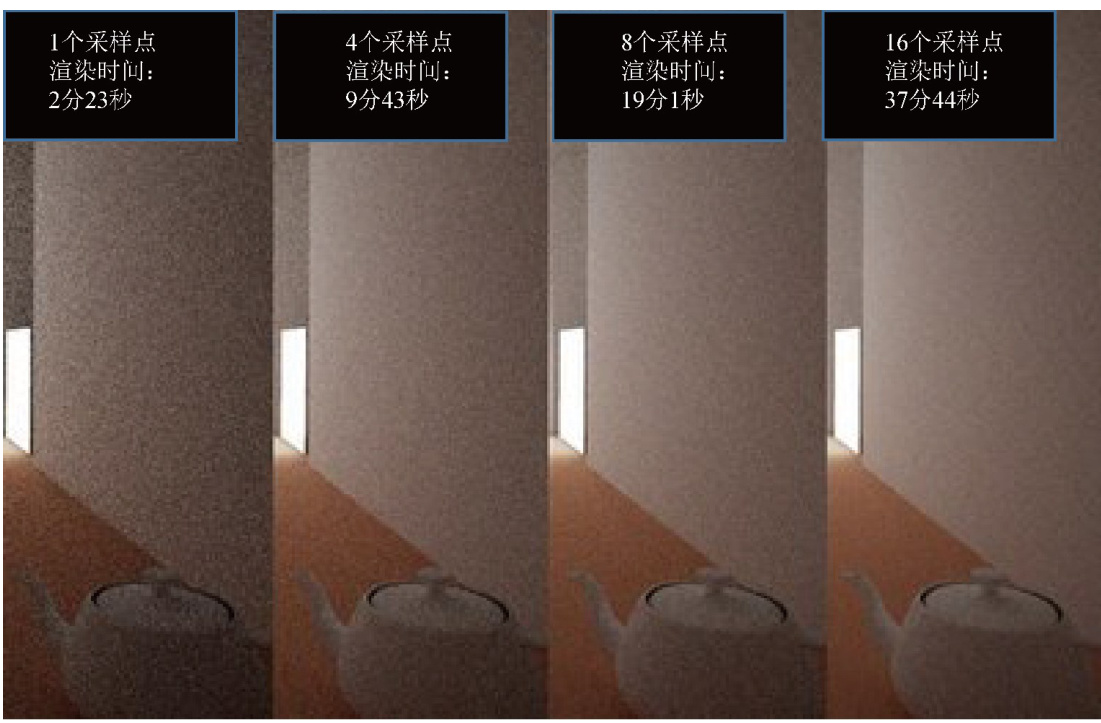 1个采样点
渲染时间：
2分23秒
4个采样点
渲染时间：
9分43秒
8个采样点
渲染时间：
19分1秒
16个采样点
渲染时间：
37分44秒